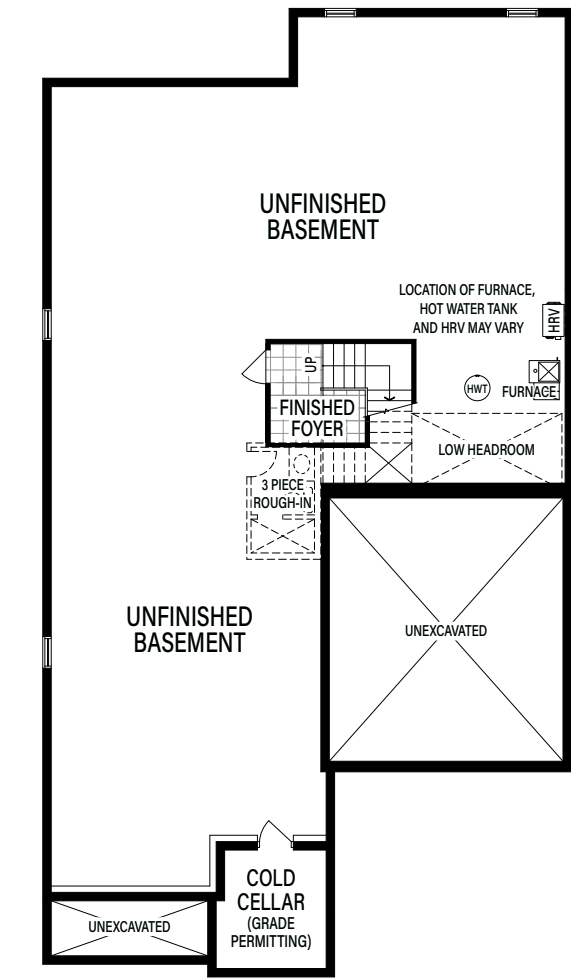 UNFINISHED
BASEMENT
LOCATION OF FURNACE,
HOT WATER TANK
AND HRV MAY VARY
HRV
UP
HWT
FURNACE
FINISHED
FOYER
LOW HEADROOM
3 PIECE
ROUGH-IN
UNFINISHED
BASEMENT
UNEXCAVATED
COLD
CELLAR
(GRADE
PERMITTING)
UNEXCAVATED